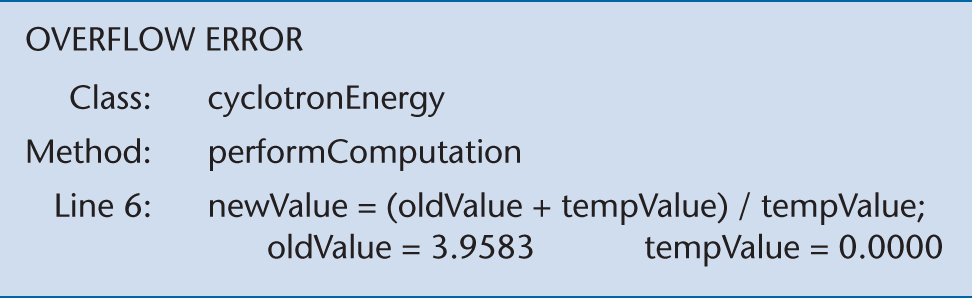 OVERFLOW ERROR
Class: cyclotronEnergy
Method: performComputation
Line 6: newValue = (oldValue + tempValue) / tempValue;
oldValue = 3.9583 tempValue = 0.0000